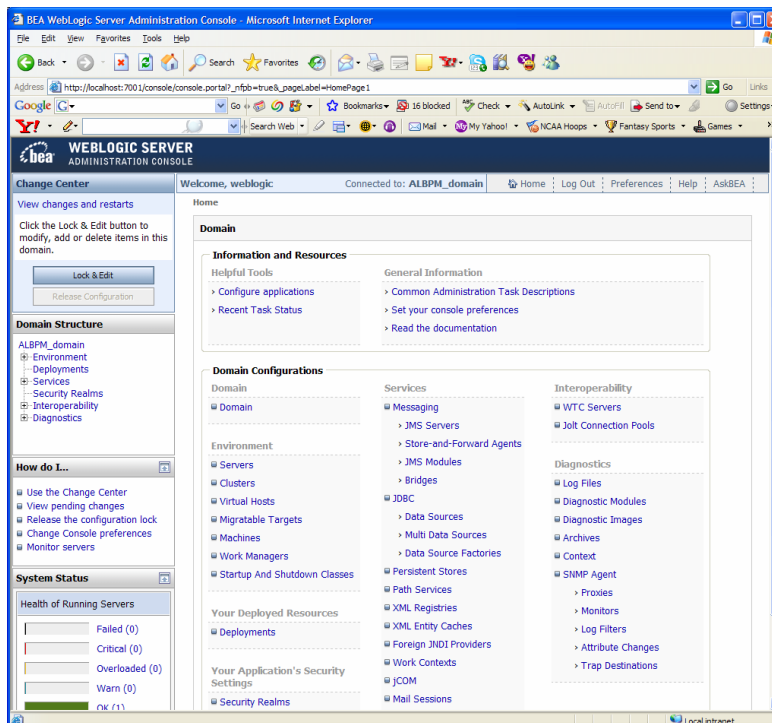 BEA WebLogic Server Administration Console - Microsoft Internet Explorer
File Edit View Favorites Tools Help
Back Search Favorites
Address http://localhost:7001/console/console.portal?_nfpb=true&_pageLabel=HomePage1 Go Links
Google G Go Bookmarks 16 blocked Check AutoLink AutoFill Send to Settings
Y! Search Web Mail My Yahoo! NCAA Hoops Fantasy Sports Games
bea WEBLOGIC SERVER
ADMINISTRATION CONSOLE
Change Center
View changes and restarts
Click the Lock & Edit button to
modify, add or delete items in this
domain.
Lock & Edit
Release Configuration
Domain Structure
ALBPM_domain
Environment
Deployments
Services
Security Realms
Interoperability
Diagnostics
How do I...
Use the Change Center
View pending changes
Release the configuration lock
Change Console preferences
Monitor servers
System Status
Health of Running Servers
Failed (0)
Critical (0)
Overloaded (0)
Warn (0)
OK (1)
Welcome, weblogic Connected to: ALBPM_domain Home Log Out Preferences Help AskBEA
Home
Domain
Information and Resources
Helpful Tools
Configure applications
Recent Task Status
General Information
Common Administration Task Descriptions
Set your console preferences
Read the documentation
Domain Configurations
Domain
Domain
Environment
Servers
Clusters
Virtual Hosts
Migratable Targets
Machines
Work Managers
Startup And Shutdown Classes
Your Deployed Resources
Deployments
Your Application's Security
Settings
Security Realms
Services
Messaging
JMS Servers
Store-and-Forward Agents
JMS Modules
Bridges
JDBC
Data Sources
Multi Data Sources
Data Source Factories
Persistent Stores
Path Services
XML Registries
XML Entity Caches
Foreign JNDI Providers
Work Contexts
jCOM
Mail Sessions
Interoperability
WTC Servers
Jolt Connection Pools
Diagnostics
Log Files
Diagnostic Modules
Diagnostic Images
Archives
Context
SNMP Agent
Proxies
Monitors
Log Filters
Attribute Changes
Trap Destinations
Local intranet